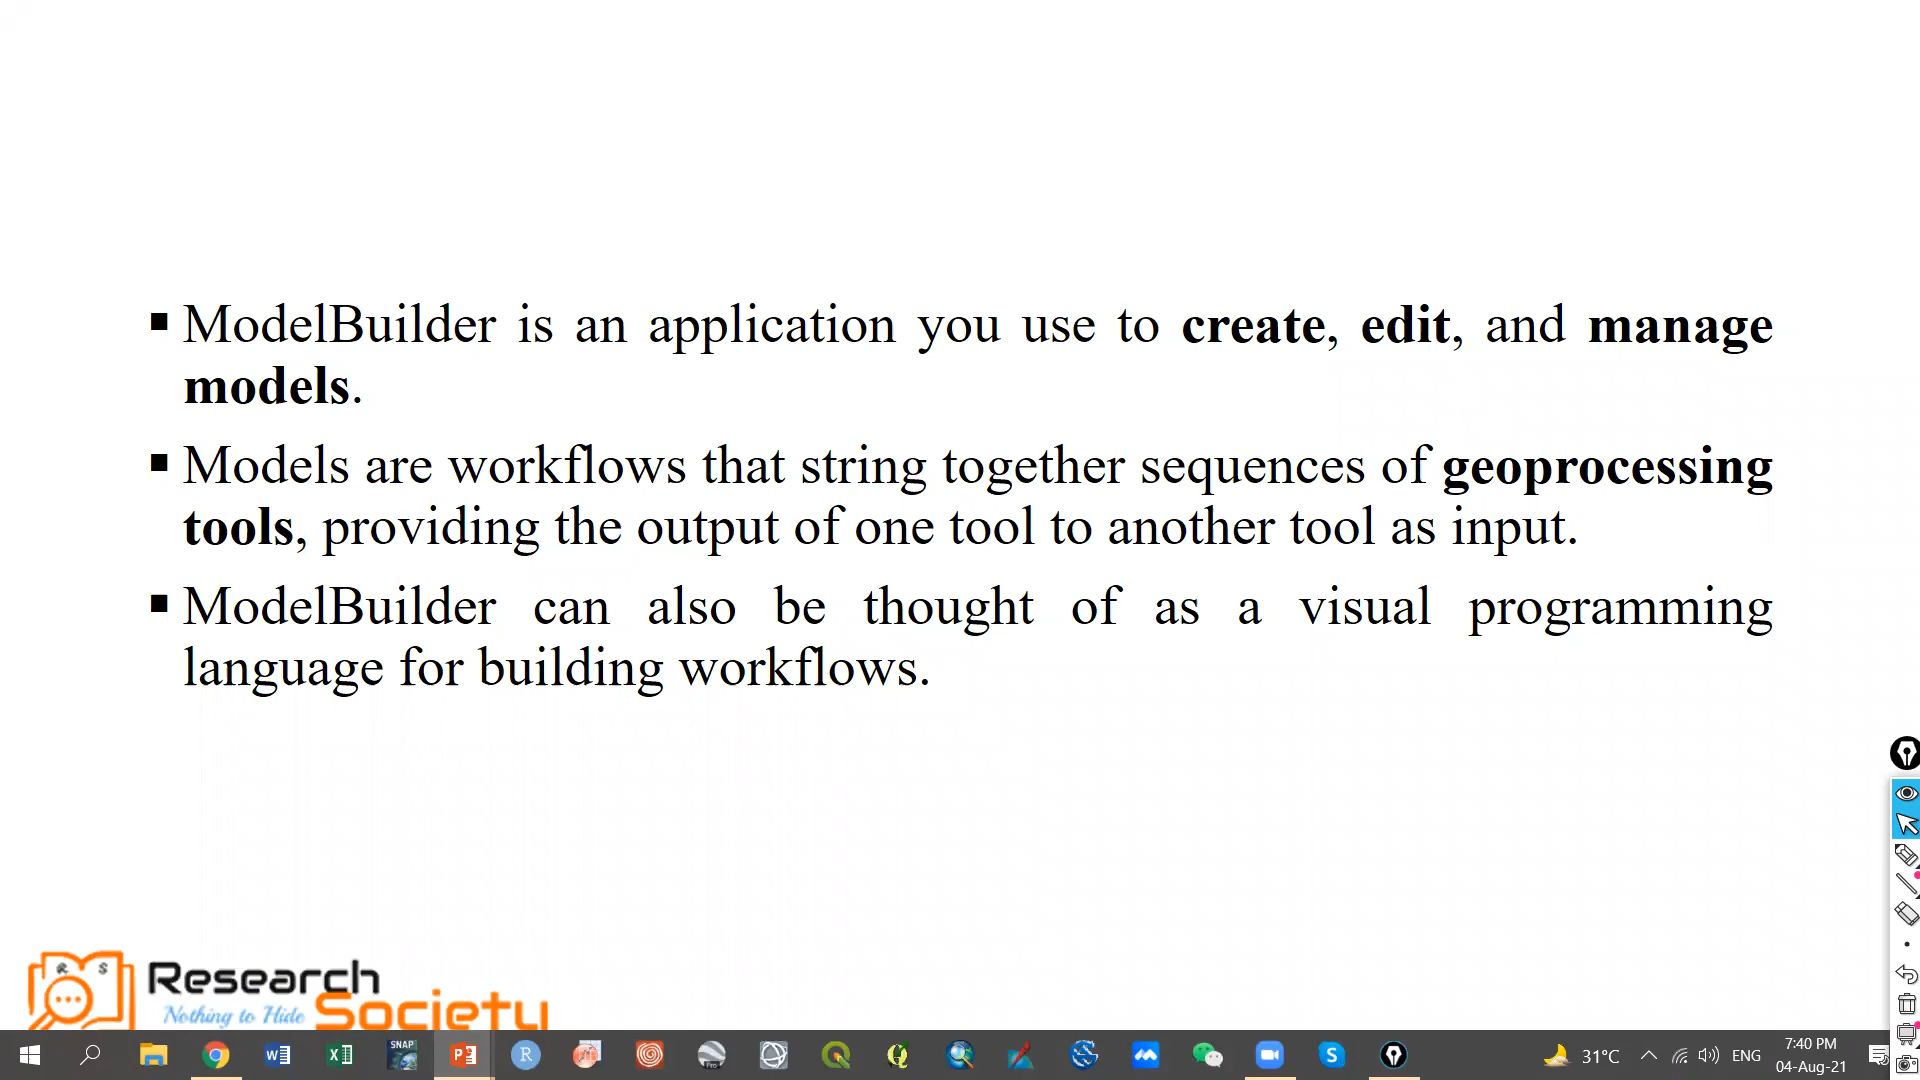 ▪ ModelBuilder is an application you use to create, edit, and manage
models.
▪ Models are workflows that string together sequences of geoprocessing
tools, providing the output of one tool to another tool as input.
▪ ModelBuilder can also be thought of as a visual programming
language for building workflows.
R S
Research
Nothing to Hide Society
SNAP
Pro
31°C ENG
7:40 PM
04-Aug-21